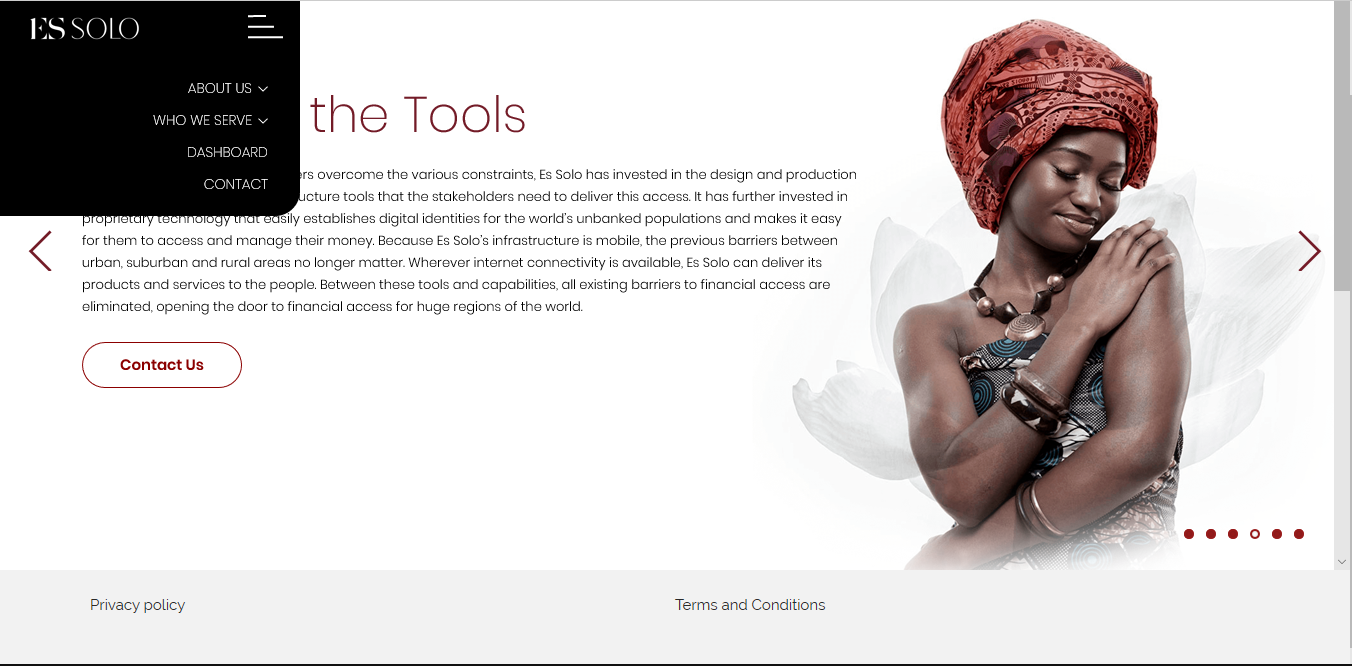 ES SOLO
ABOUT US
WHO WE SERVE
DASHBOARD
CONTACT
the Tools
overcome the various constraints, Es Solo has invested in the design and production
tools that the stakeholders need to deliver this access. It has further invested in
proprietary technology that easily establishes digital identities for the world's unbanked populations and makes it easy
for them to access and manage their money. Because Es Solo's infrastructure is mobile, the previous barriers between
urban, suburban and rural areas no longer matter. Wherever internet connectivity is available, Es Solo can deliver its
products and services to the people. Between these tools and capabilities, all existing barriers to financial access are
eliminated, opening the door to financial access for huge regions of the world.
Contact Us
Privacy policy
Terms and Conditions